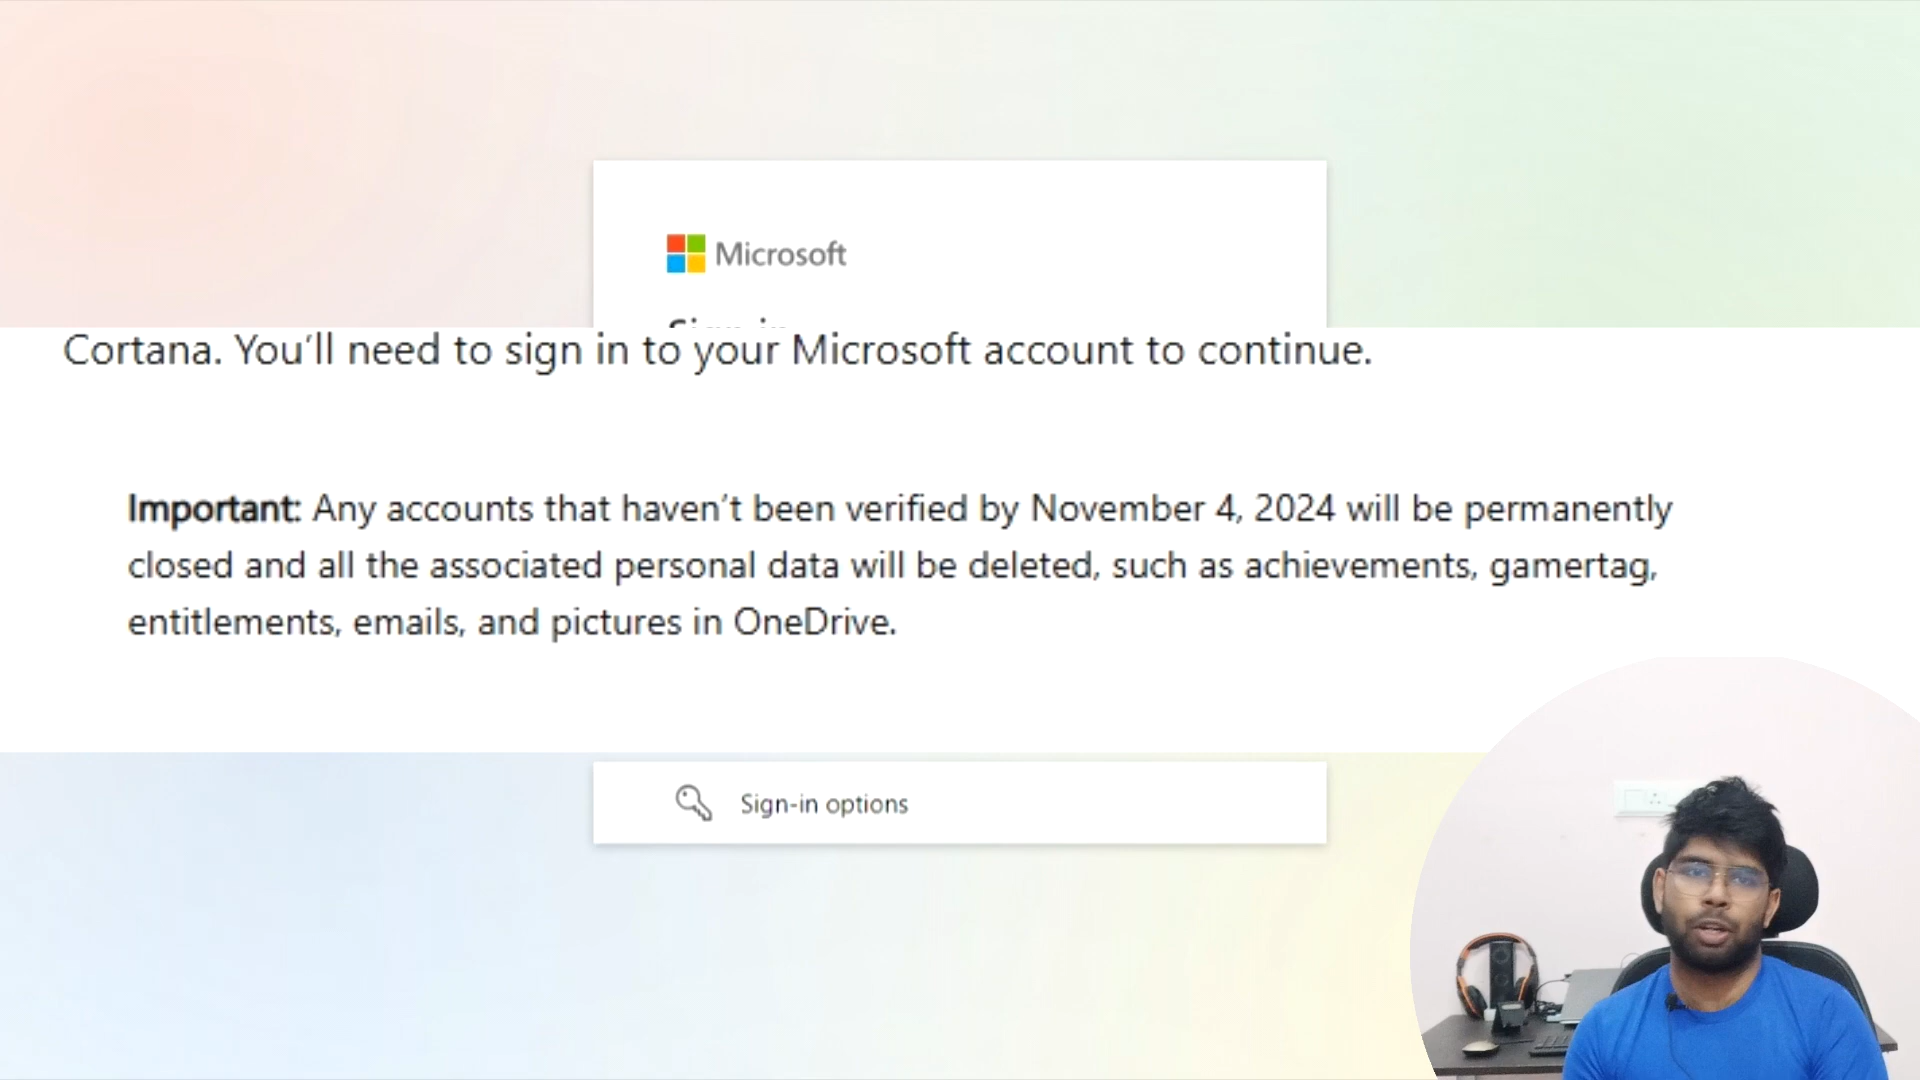 Microsoft
Cortana. You'll need to sign in to your Microsoft account to continue.
Important: Any accounts that haven't been verified by November 4, 2024 will be permanently
closed and all the associated personal data will be deleted, such as achievements, gamertag,
entitlements, emails, and pictures in OneDrive.
Sign-in options